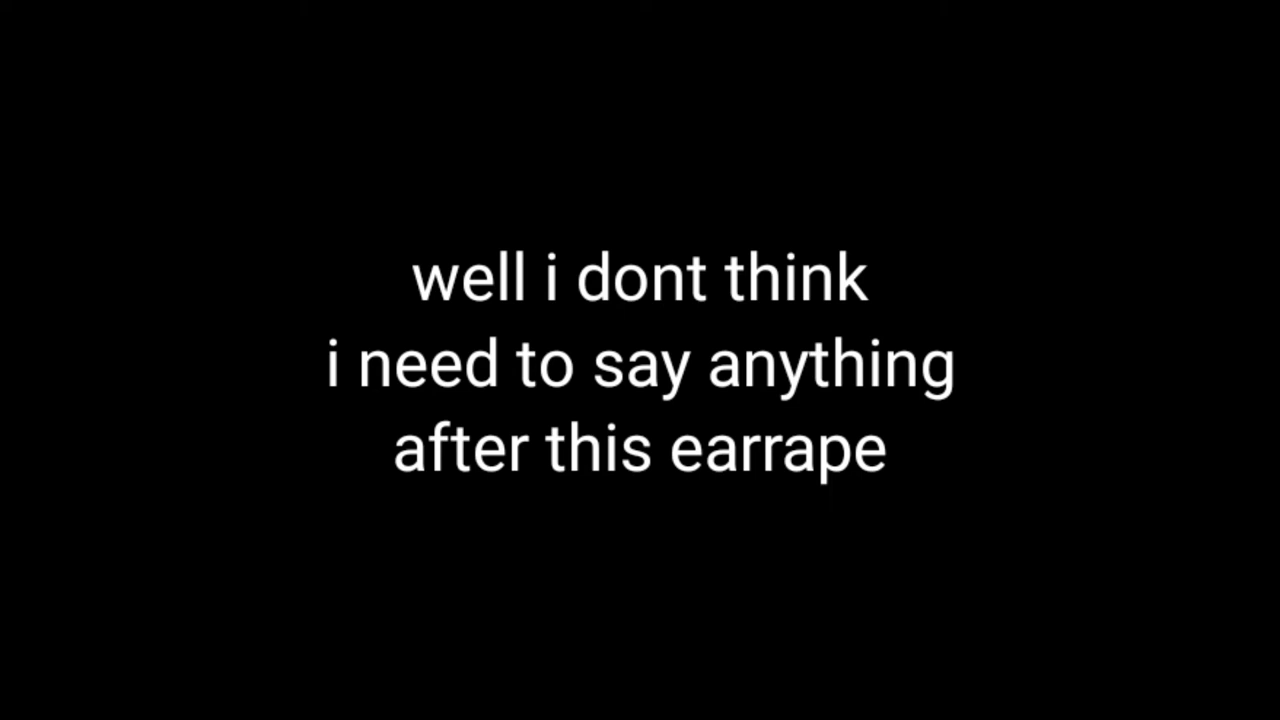 well i dont think
i need to say anything
after this earrape